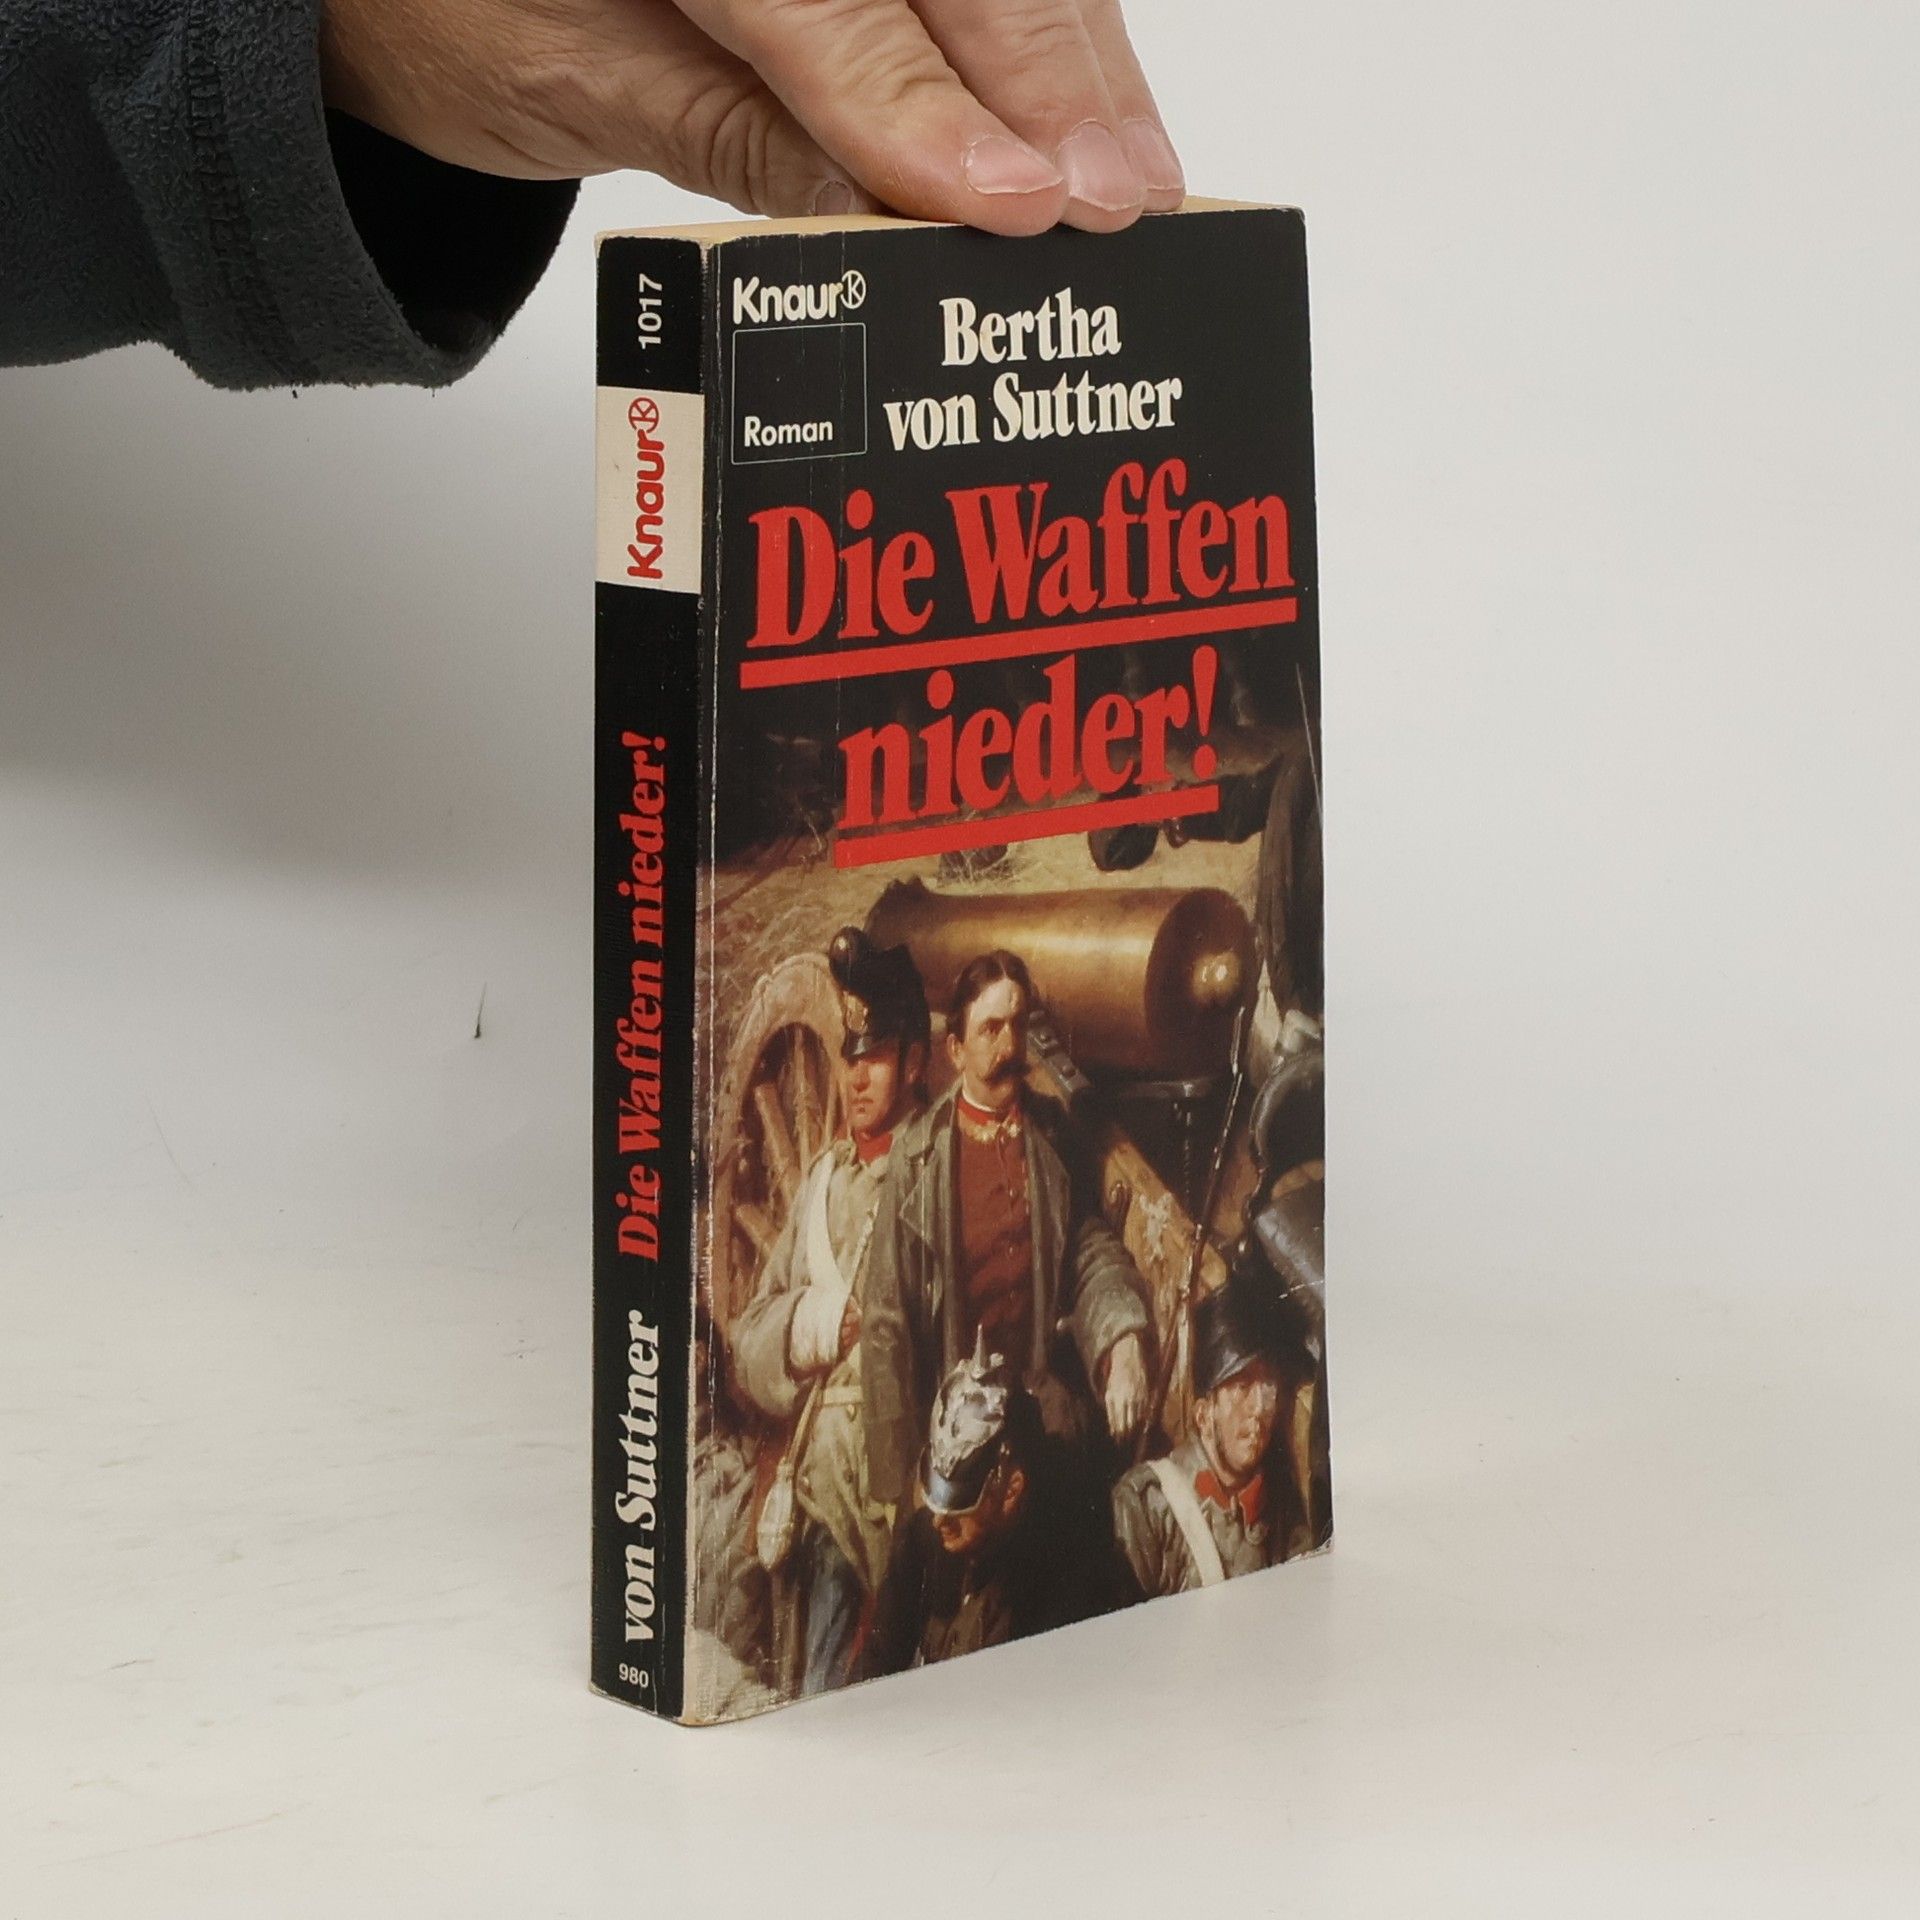 1017
Knaur
Die Waffen nieder!
von Suttner
980
Knaur
Roman
Bertha
von Suttner
Die Waffen
nieder!